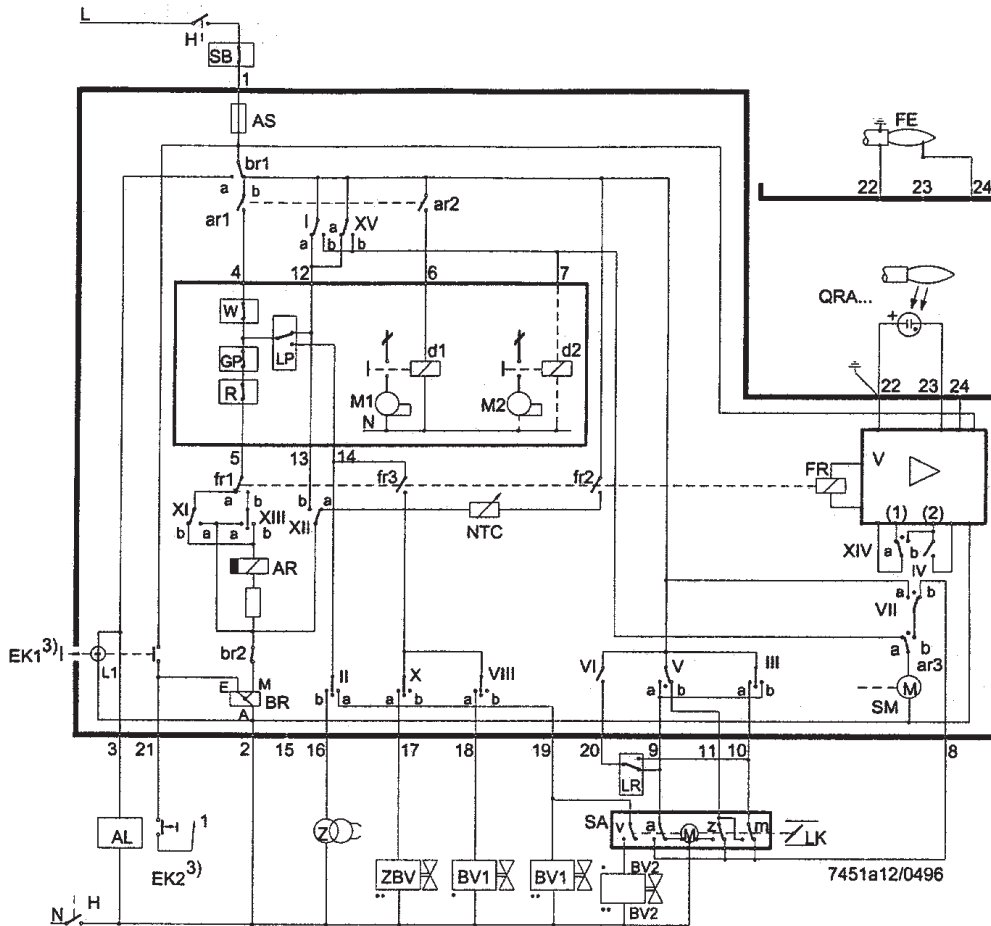 L
H
SB
1
AS
FE
22 23 24
br1
a b
ar1
ar2
I a XV
a b b
4 12 6 7
QRA...
+
W
LP
GP
R
d1
d2
M1
M2
N
22 23 24
V
FR
5 13 14
fr1
a
fr3
fr2
XI
b a a b
b
XIII
b a
XII
NTC
(1) (2)
XIV a b
IV
AR
a b
VII
EK1 3)
L1
br2
E M
BR
A
II
b a
X
a b
VIII
a b
VI
V
a b
III
a b
a b
ar3
M
SM
3 21 2 15 16 17 18 19 20 9 11 10 8
LR
AL
1
EK2 3)
Z
SA v a M z m
LK
ZBV
BV1
BV1
BV2
BV2
7451a12/0496
N H